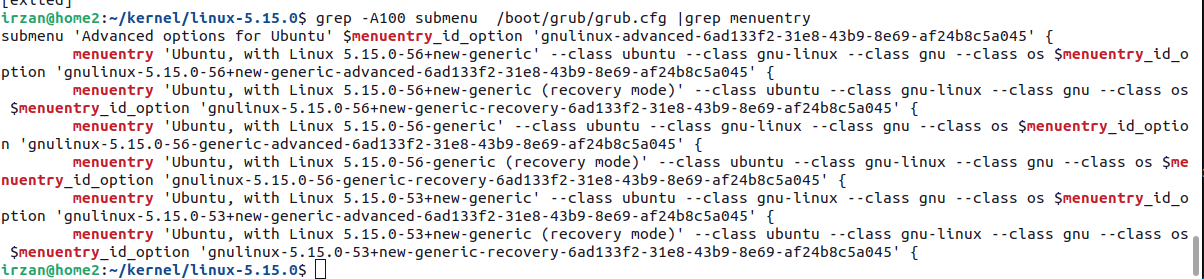 [exited]
irzan@home2:~/kernel/linux-5.15.0$ grep -A100 submenu  /boot/grub/grub.cfg |grep menuentry
submenu 'Advanced options for Ubuntu' $menuentry_id_option 'gnulinux-advanced-6ad133f2-31e8-43b9-8e69-af24b8c5a045' {
        menuentry 'Ubuntu, with Linux 5.15.0-56+new-generic' --class ubuntu --class gnu-linux --class gnu --class os $menuentry_id_o
ption 'gnulinux-5.15.0-56+new-generic-advanced-6ad133f2-31e8-43b9-8e69-af24b8c5a045' {
        menuentry 'Ubuntu, with Linux 5.15.0-56+new-generic (recovery mode)' --class ubuntu --class gnu-linux --class gnu --class os
 $menuentry_id_option 'gnulinux-5.15.0-56+new-generic-recovery-6ad133f2-31e8-43b9-8e69-af24b8c5a045' {
        menuentry 'Ubuntu, with Linux 5.15.0-56-generic' --class ubuntu --class gnu-linux --class gnu --class os $menuentry_id_optio
n 'gnulinux-5.15.0-56-generic-advanced-6ad133f2-31e8-43b9-8e69-af24b8c5a045' {
        menuentry 'Ubuntu, with Linux 5.15.0-56-generic (recovery mode)' --class ubuntu --class gnu-linux --class gnu --class os $me
nuentry_id_option 'gnulinux-5.15.0-56-generic-recovery-6ad133f2-31e8-43b9-8e69-af24b8c5a045' {
        menuentry 'Ubuntu, with Linux 5.15.0-53+new-generic' --class ubuntu --class gnu-linux --class gnu --class os $menuentry_id_o
ption 'gnulinux-5.15.0-53+new-generic-advanced-6ad133f2-31e8-43b9-8e69-af24b8c5a045' {
        menuentry 'Ubuntu, with Linux 5.15.0-53+new-generic (recovery mode)' --class ubuntu --class gnu-linux --class gnu --class os
 $menuentry_id_option 'gnulinux-5.15.0-53+new-generic-recovery-6ad133f2-31e8-43b9-8e69-af24b8c5a045' {
irzan@home2:~/kernel/linux-5.15.0$